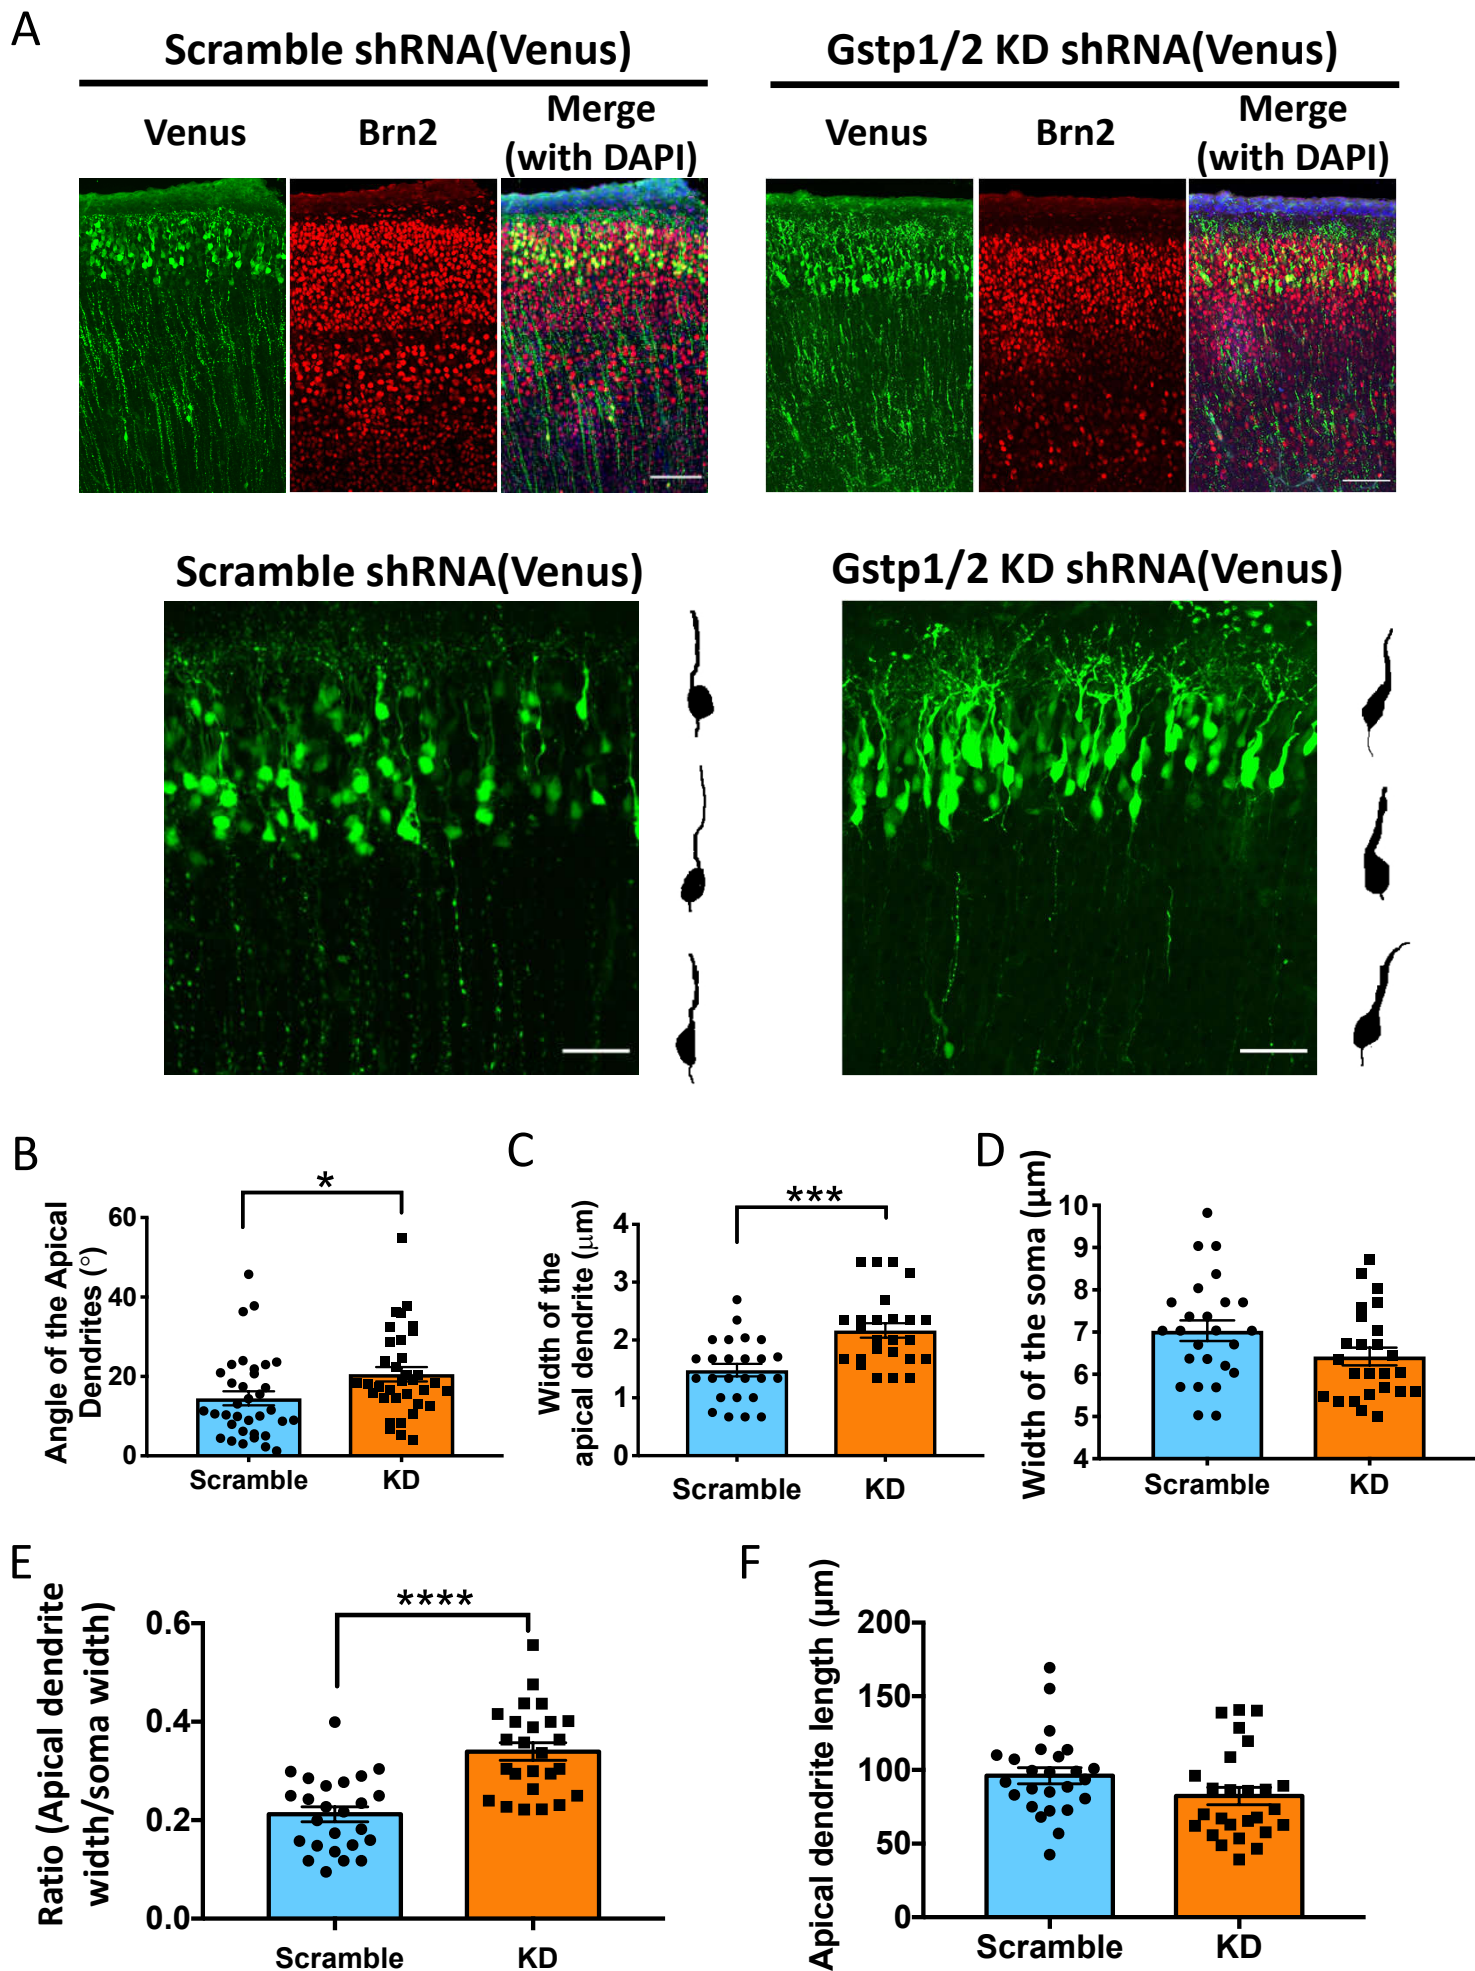 A
Scramble shRNA(Venus)
Gstp1/2 KD shRNA(Venus)
Venus
Brn2
Merge
(with DAPI)
Venus
Brn2
Merge
(with DAPI)
Scramble shRNA(Venus)
Gstp1/2 KD shRNA(Venus)
B
Angle of the Apical
Dendrites (°)
60
40
20
0
*
Scramble
KD
C
Width of the
apical dendrite (μm)
4
3
2
1
0
***
Scramble
KD
D
Width of the soma (μm)
10
9
8
7
6
5
4
Scramble
KD
E
Ratio (Apical dendrite
width/soma width)
0.6
0.4
0.2
0.0
****
Scramble
KD
F
Apical dendrite length (μm)
200
150
100
50
0
Scramble
KD